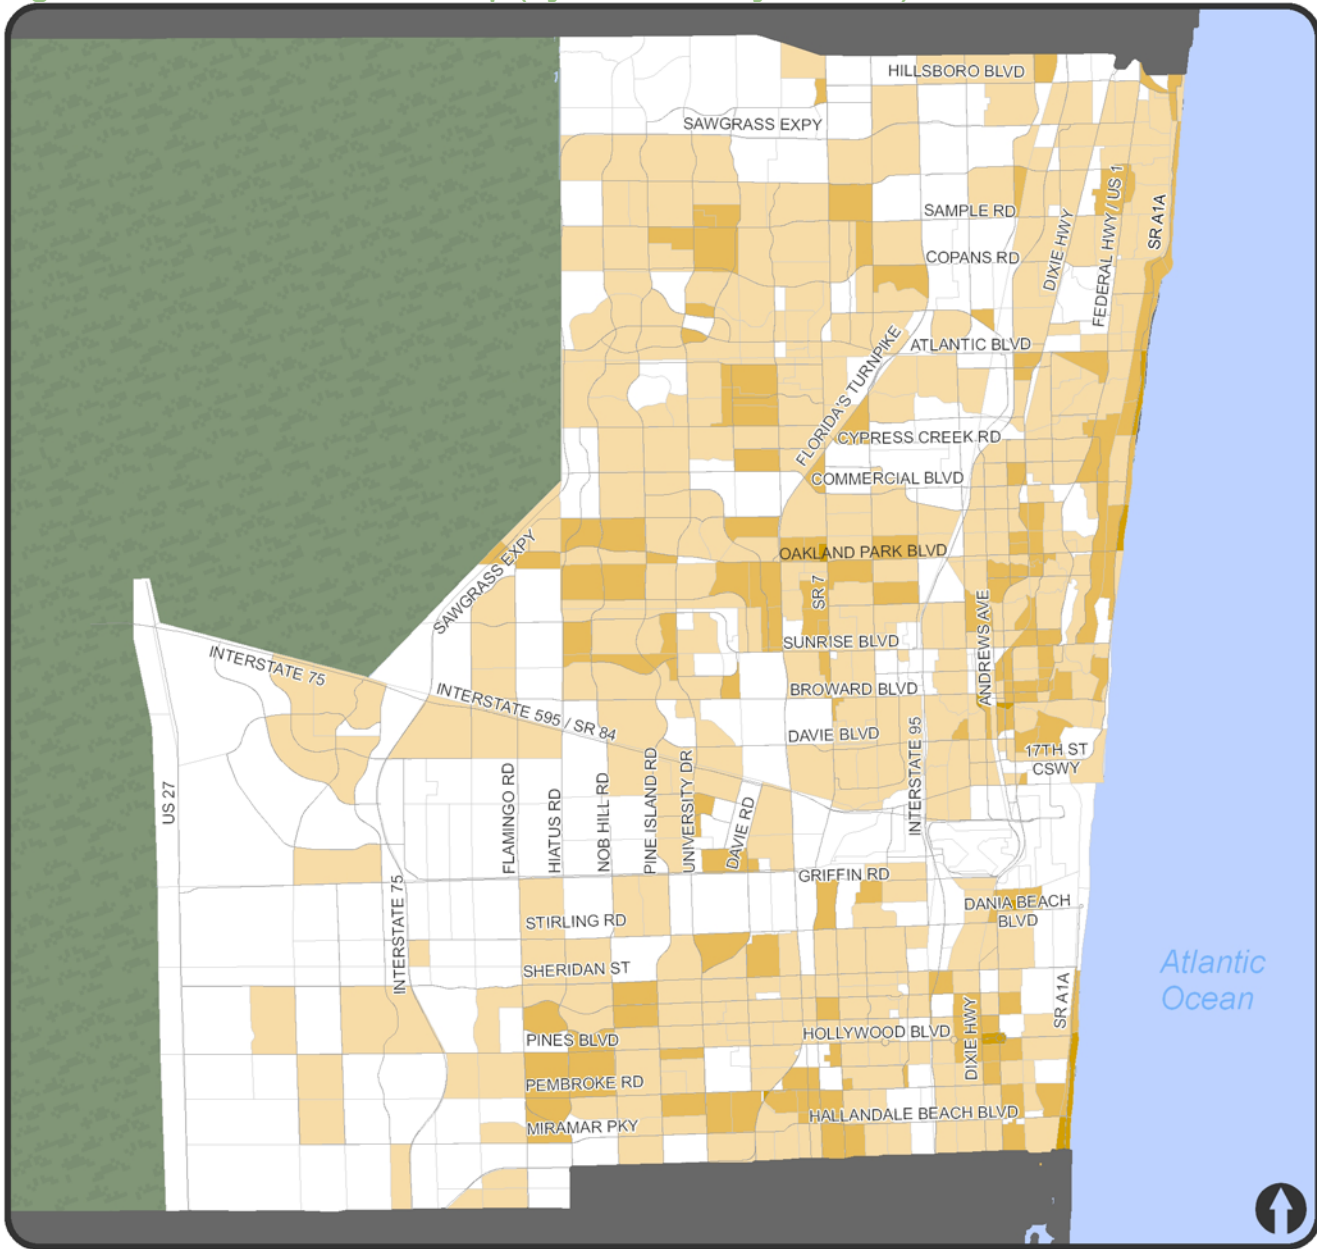 HILLSBORO BLVD
SAWGRASS EXPY
SAMPLE RD
COPANS RD
DIXIE HWY
FEDERAL HWY / US 1
SR A1A
ATLANTIC BLVD
FLORIDA'S TURNPIKE
CYPRESS CREEK RD
COMMERCIAL BLVD
OAKLAND PARK BLVD
SAWGRASS EXPY
SR 7
ANDREWS AVE
SUNRISE BLVD
INTERSTATE 75
INTERSTATE 595 / SR 84
BROWARD BLVD
DAVIE BLVD
17TH ST
CSWY
US 27
FLAMINGO RD
HIATUS RD
NOB HILL RD
PINE ISLAND RD
UNIVERSITY DR
DAVIE RD
INTERSTATE 95
GRIFFIN RD
INTERSTATE 75
STIRLING RD
DANIA BEACH
BLVD
SHERIDAN ST
Atlantic
Ocean
SR A1A
PINES BLVD
HOLLYWOOD BLVD
DIXIE HWY
PEMBROKE RD
MIRAMAR PKY
HALLANDALE BEACH BLVD